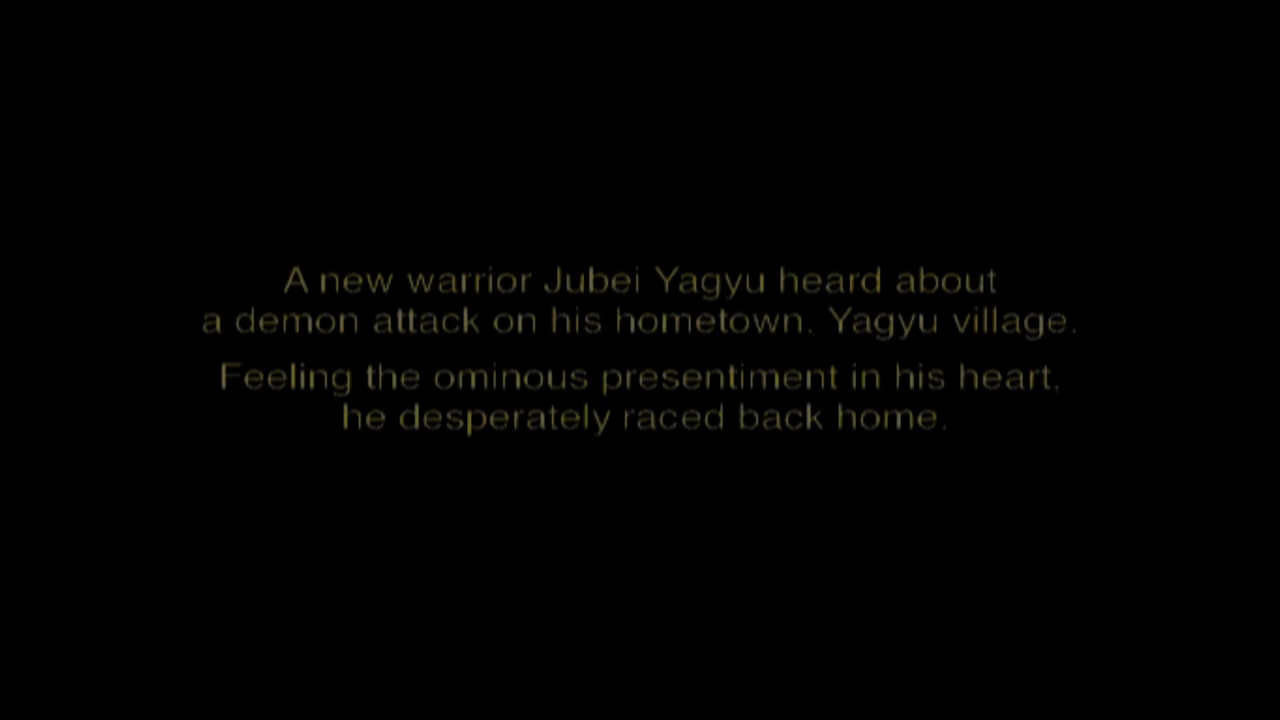 A new warrior Jubei Yagyu heard about
a demon attack on his hometown, Yagyu village.
Feeling the ominous presentiment in his heart,
he desperately raced back home.